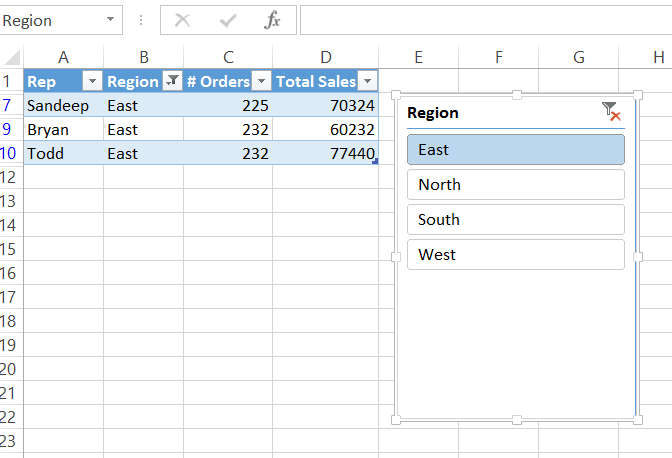 Region fx
A B C D E F G H
1 Rep Region # Orders Total Sales
7 Sandeep East 225 70324
9 Bryan East 232 60232
10 Todd East 232 77440
12
13
14
15
16
17
18
19
20
21
22
23
Region
East
North
South
West